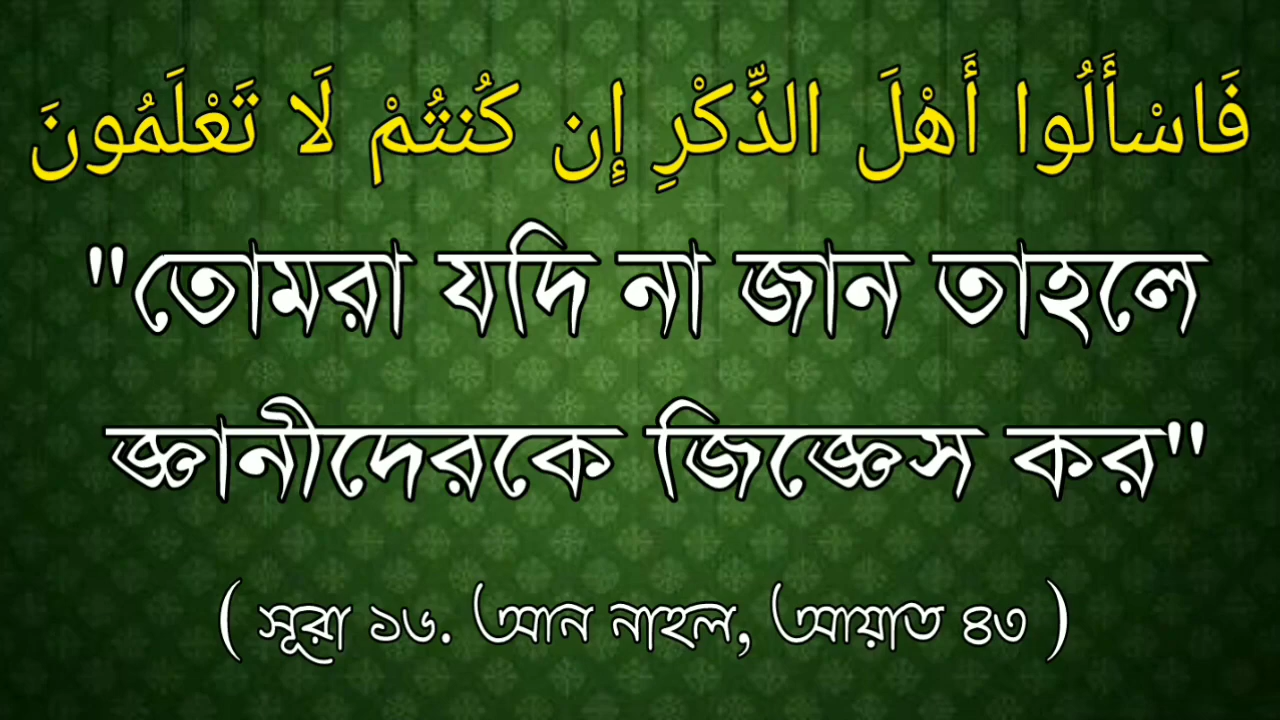 فَاسْأَلُوا أَهْلَ الذِّكْرِ إِن كُنتُمْ لَا تَعْلَمُونَ
"তোমরা যদি না জান তাহলে
জ্ঞানীদেরকে জিজ্ঞেস কর"
( সূরা ১৬. আন নাহল, আয়াত ৪৩ )